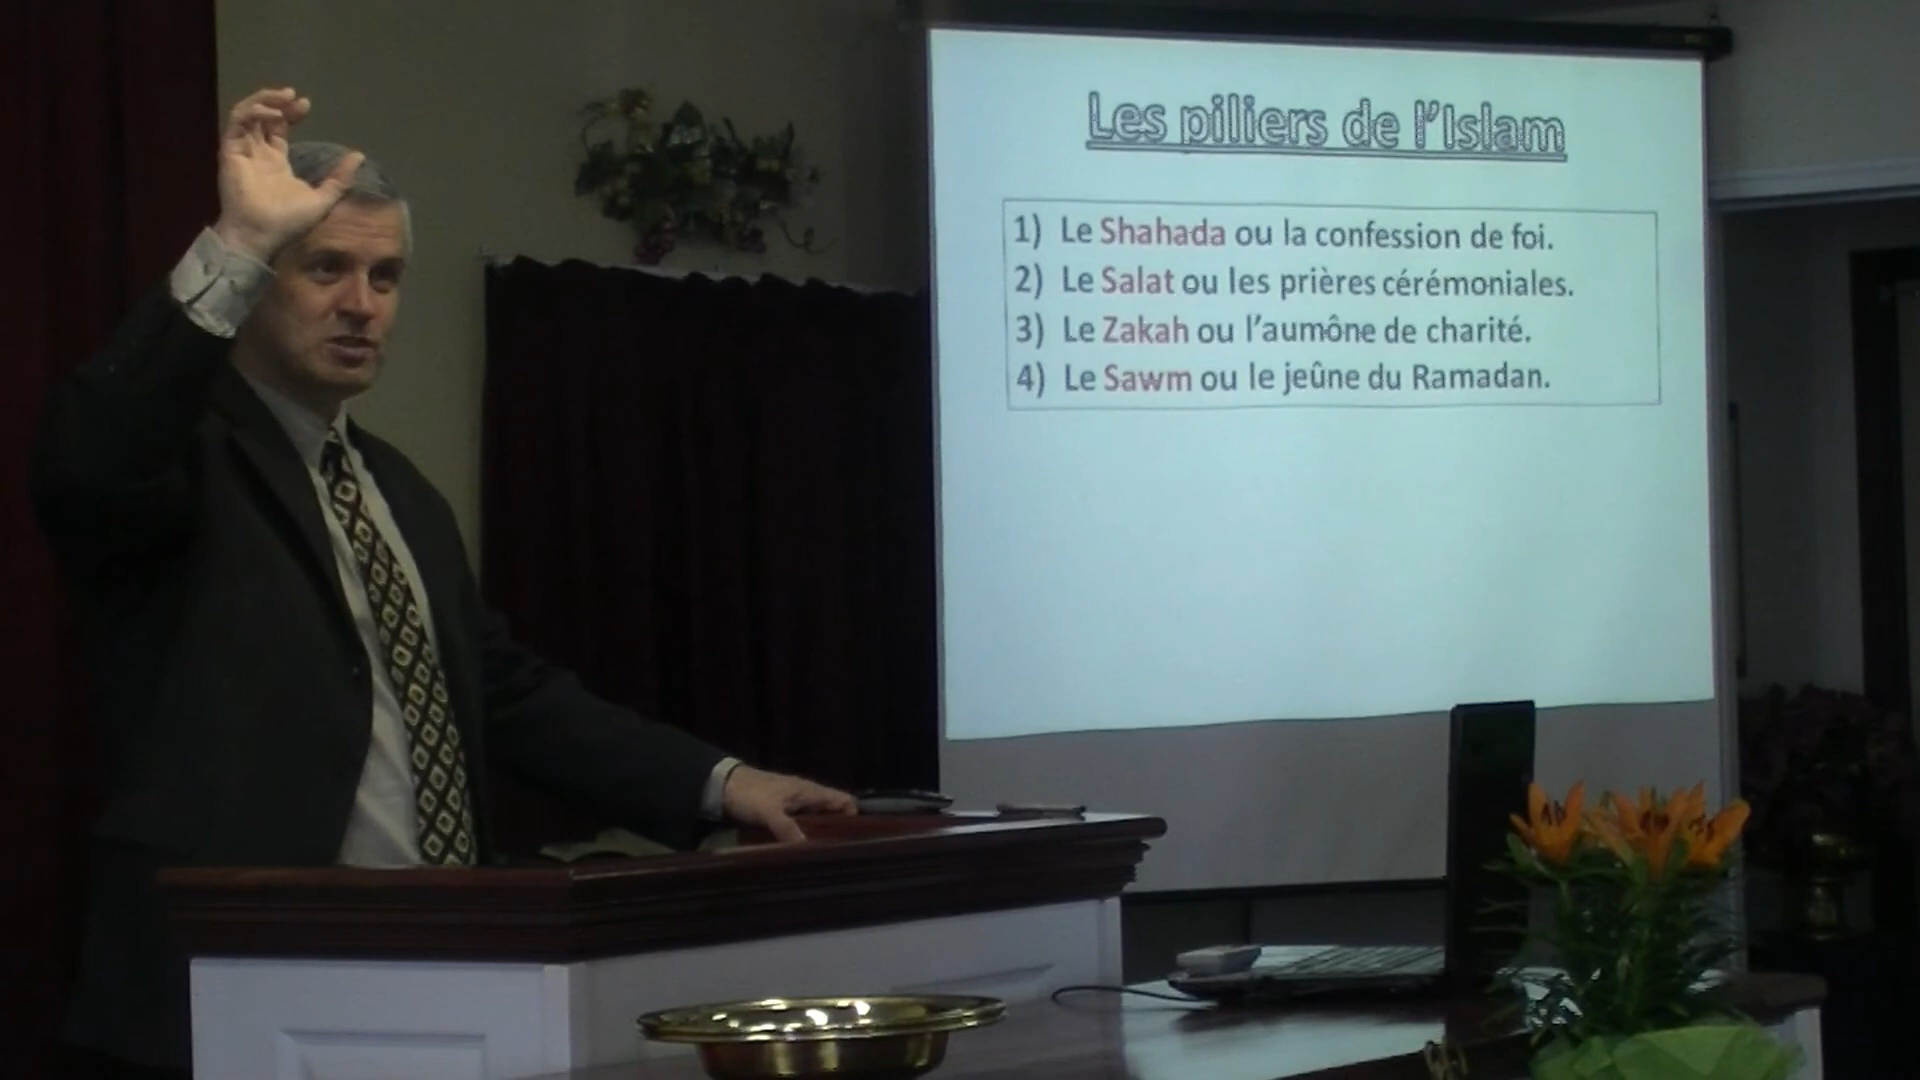 Les piliers de l'Islam
1) Le Shahada ou la confession de foi.
2) Le Salat ou les prières cérémoniales.
3) Le Zakah ou l'aumône de charité.
4) Le Sawm ou le jeûne du Ramadan.